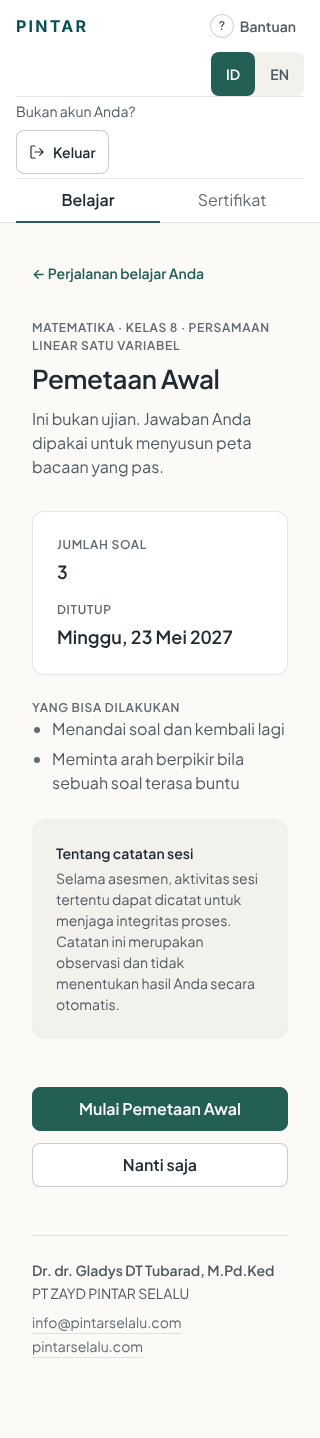 PINTAR
? Bantuan
ID EN
Bukan akun Anda?
Keluar
Belajar Sertifikat
← Perjalanan belajar Anda
MATEMATIKA · KELAS 8 · PERSAMAAN
LINEAR SATU VARIABEL
Pemetaan Awal
Ini bukan ujian. Jawaban Anda
dipakai untuk menyusun peta
bacaan yang pas.
JUMLAH SOAL
3
DITUTUP
Minggu, 23 Mei 2027
YANG BISA DILAKUKAN
• Menandai soal dan kembali lagi
• Meminta arah berpikir bila
sebuah soal terasa buntu
Tentang catatan sesi
Selama asesmen, aktivitas sesi
tertentu dapat dicatat untuk
menjaga integritas proses.
Catatan ini merupakan
observasi dan tidak
menentukan hasil Anda secara
otomatis.
Mulai Pemetaan Awal
Nanti saja
Dr. dr. Gladys DT Tubarad, M.Pd.Ked
PT ZAYD PINTAR SELALU
info@pintarselalu.com
pintarselalu.com